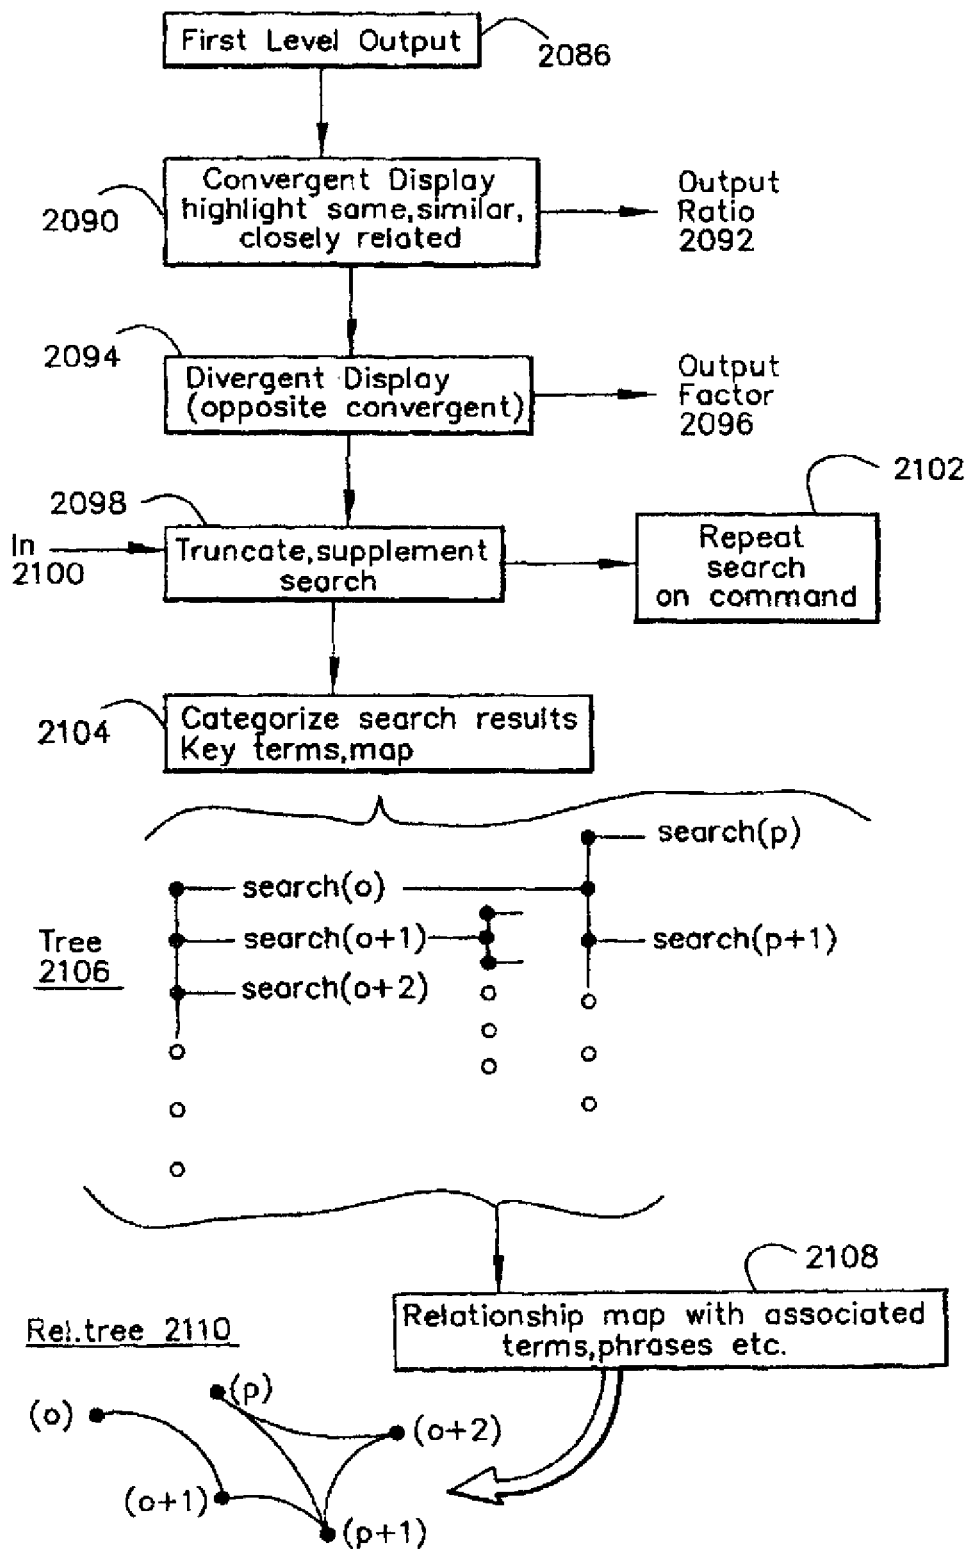 First Level Output
2086
Convergent Display
highlight same,similar,
closely related
2090
Output
Ratio
2092
2094
Divergent Display
(opposite convergent)
Output
Factor
2096
2102
2098
In
2100
Truncate,supplement
search
Repeat
search
on command
2104
Categorize search results
Key terms,map
search(p)
search(o)
Tree
2106
search(o+1)
search(p+1)
search(o+2)
2108
Relationship map with associated
terms,phrases etc.
Rel.tree 2110
(p)
(o)
(o+2)
(o+1)
(p+1)